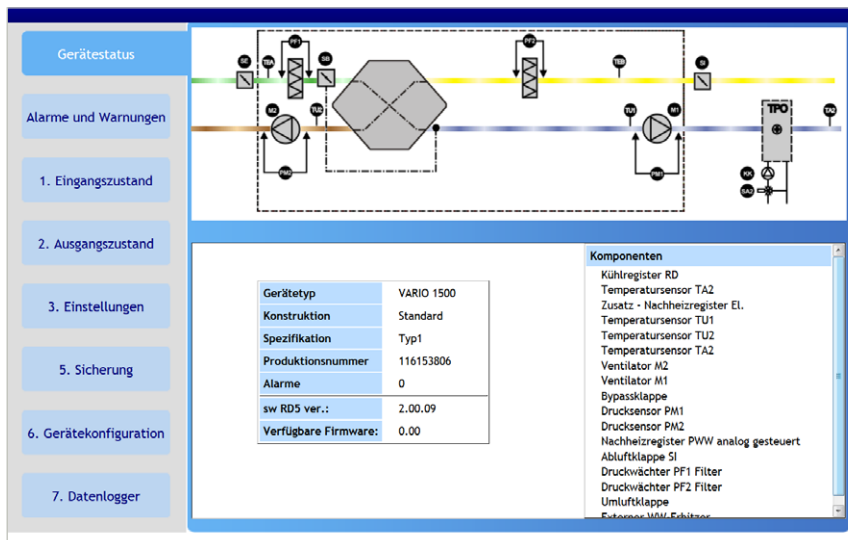 Gerätestatus
Alarme und Warnungen
1. Eingangszustand
2. Ausgangszustand
3. Einstellungen
5. Sicherung
6. Gerätekonfiguration
7. Datenlogger
PF1
PF2
SE
TEA
SB
TEB
SI
M2
TU2
TU1
M1
TPO
TA2
PM2
PM1
KK
SA2
Gerätetyp VARIO 1500
Konstruktion Standard
Spezifikation Typ1
Produktionsnummer 116153806
Alarme 0
sw RD5 ver.: 2.00.09
Verfügbare Firmware: 0.00
Komponenten
Kühlregister RD
Temperatursensor TA2
Zusatz - Nachheizregister El.
Temperatursensor TU1
Temperatursensor TU2
Temperatursensor TA2
Ventilator M2
Ventilator M1
Bypassklappe
Drucksensor PM1
Drucksensor PM2
Nachheizregister PWW analog gesteuert
Abluftklappe SI
Druckwächter PF1 Filter
Druckwächter PF2 Filter
Umluftklappe
Externer WW-Erhitzer